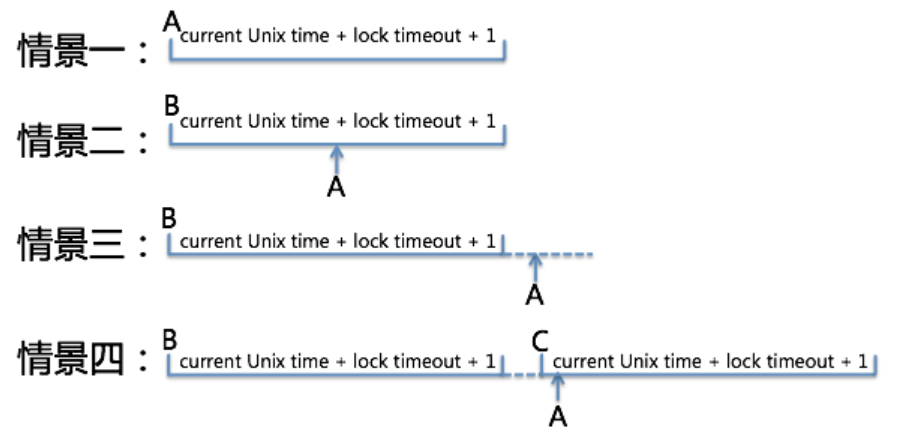 A
情景一： current Unix time + lock timeout + 1
B
情景二： current Unix time + lock timeout + 1
A
B
情景三： current Unix time + lock timeout + 1
A
B C
情景四： current Unix time + lock timeout + 1 current Unix time + lock timeout + 1
A